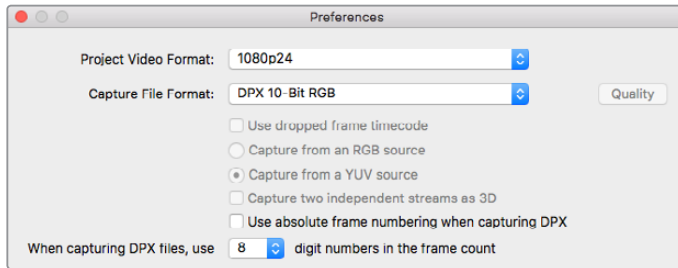 Preferences
Project Video Format: 1080p24
Capture File Format: DPX 10-Bit RGB Quality
Use dropped frame timecode
Capture from an RGB source
Capture from a YUV source
Capture two independent streams as 3D
Use absolute frame numbering when capturing DPX
When capturing DPX files, use 8 digit numbers in the frame count